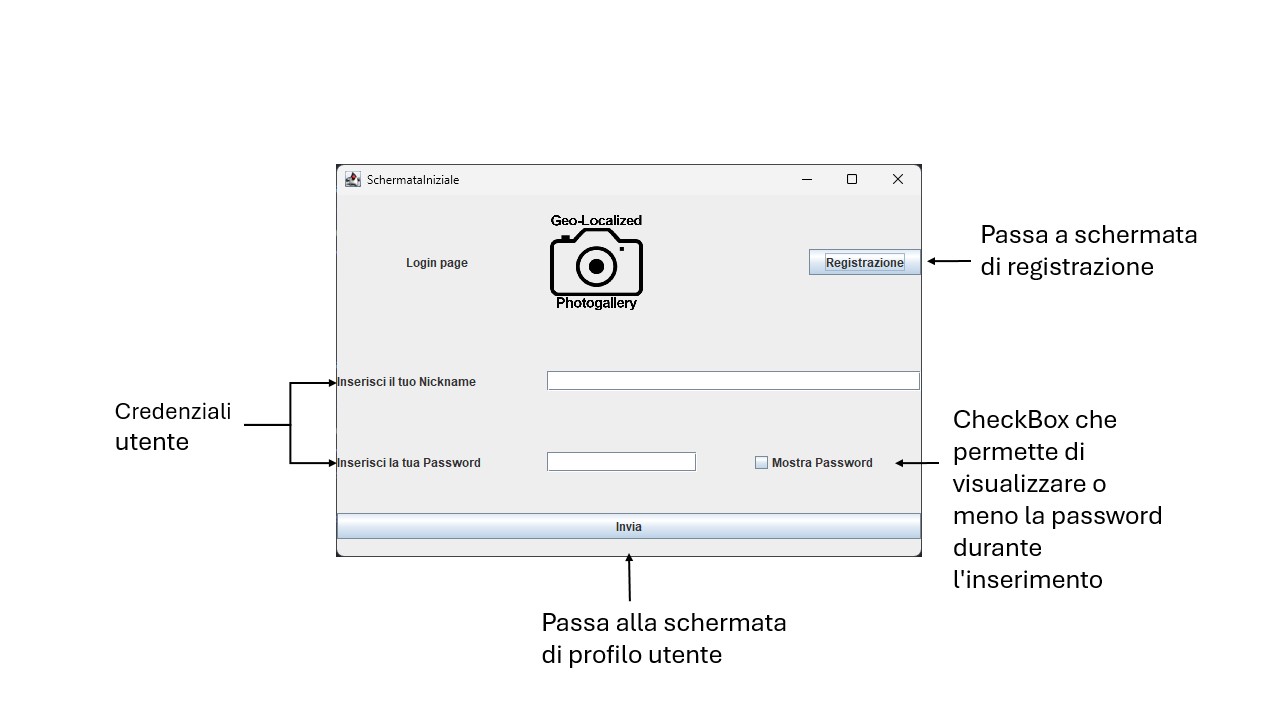 SchermataIniziale
Geo-Localized
Photogallery
Login page
Registrazione
Passa a schermata
di registrazione
Inserisci il tuo Nickname
Credenziali
utente
Inserisci la tua Password
Mostra Password
CheckBox che
permette di
visualizzare o
meno la password
durante
l'inserimento
Invia
Passa alla schermata
di profilo utente